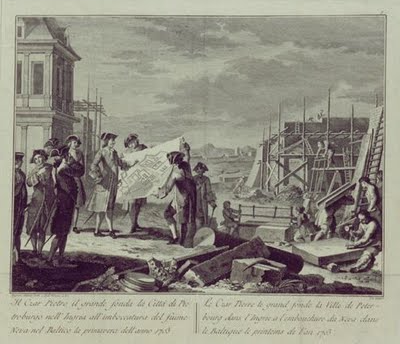 Il Czar Pietro il grande fonda la Città di Pie-
troburgo nell'Ingria all'imboccatura del fiume
Neva nel Baltico la primavera dell'anno 1703
Le Czar Pierre le grand fonde la Ville de Peter-
bourg dans l'Ingrie a l'embouchure du Neva dans
le Baltique le printems de l'an 1703